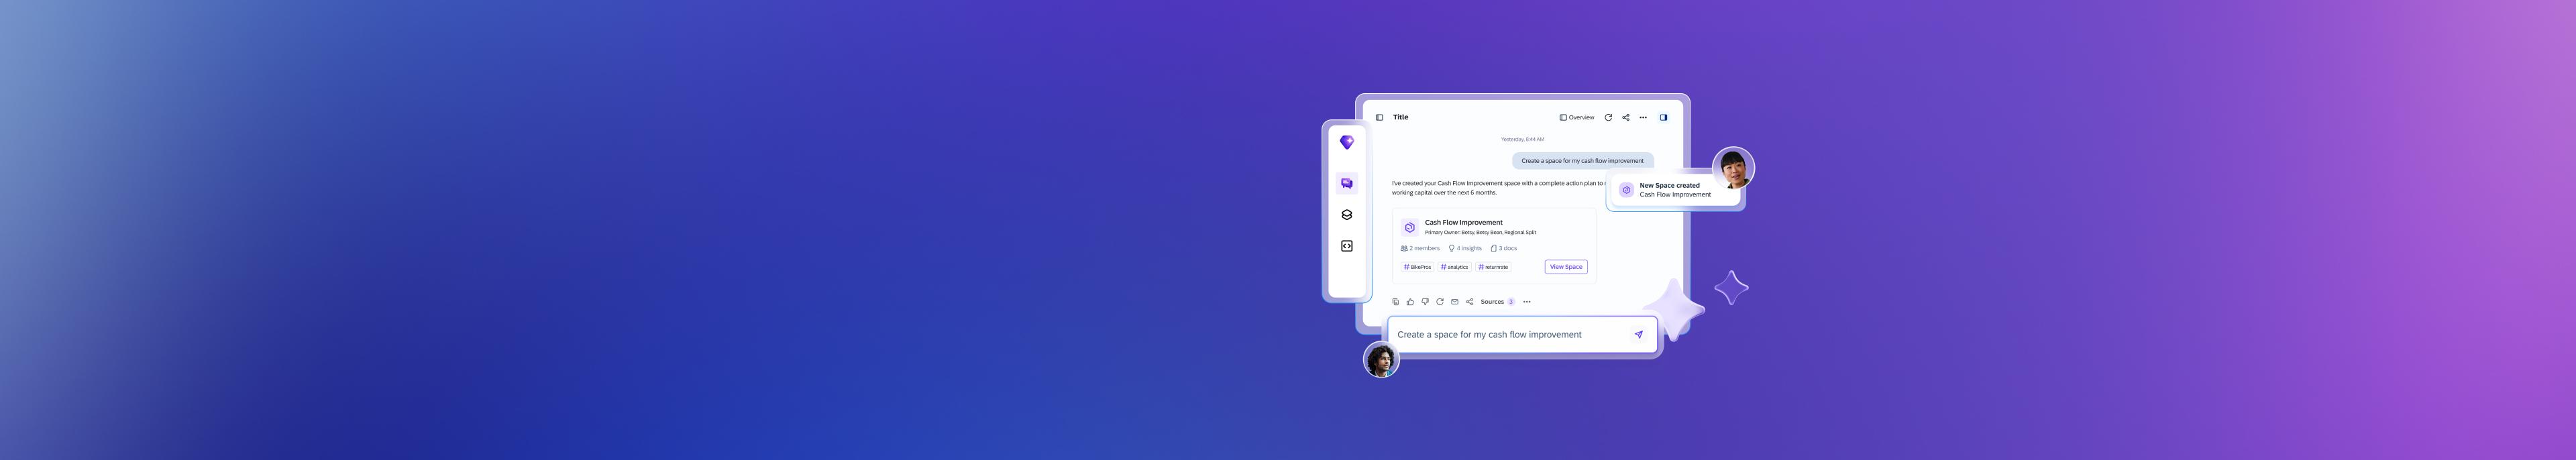 Title
Overview
Yesterday, 8:44 AM
Create a space for my cash flow improvement
I've created your Cash Flow Improvement space with a complete action plan to
working capital over the next 6 months.
New Space created
Cash Flow Improvement
Cash Flow Improvement
Primary Owner: Betsy, Betsy Bean, Regional Split
2 members 4 insights 3 docs
# BikePros # analytics # returnrate View Space
Sources 3
Create a space for my cash flow improvement